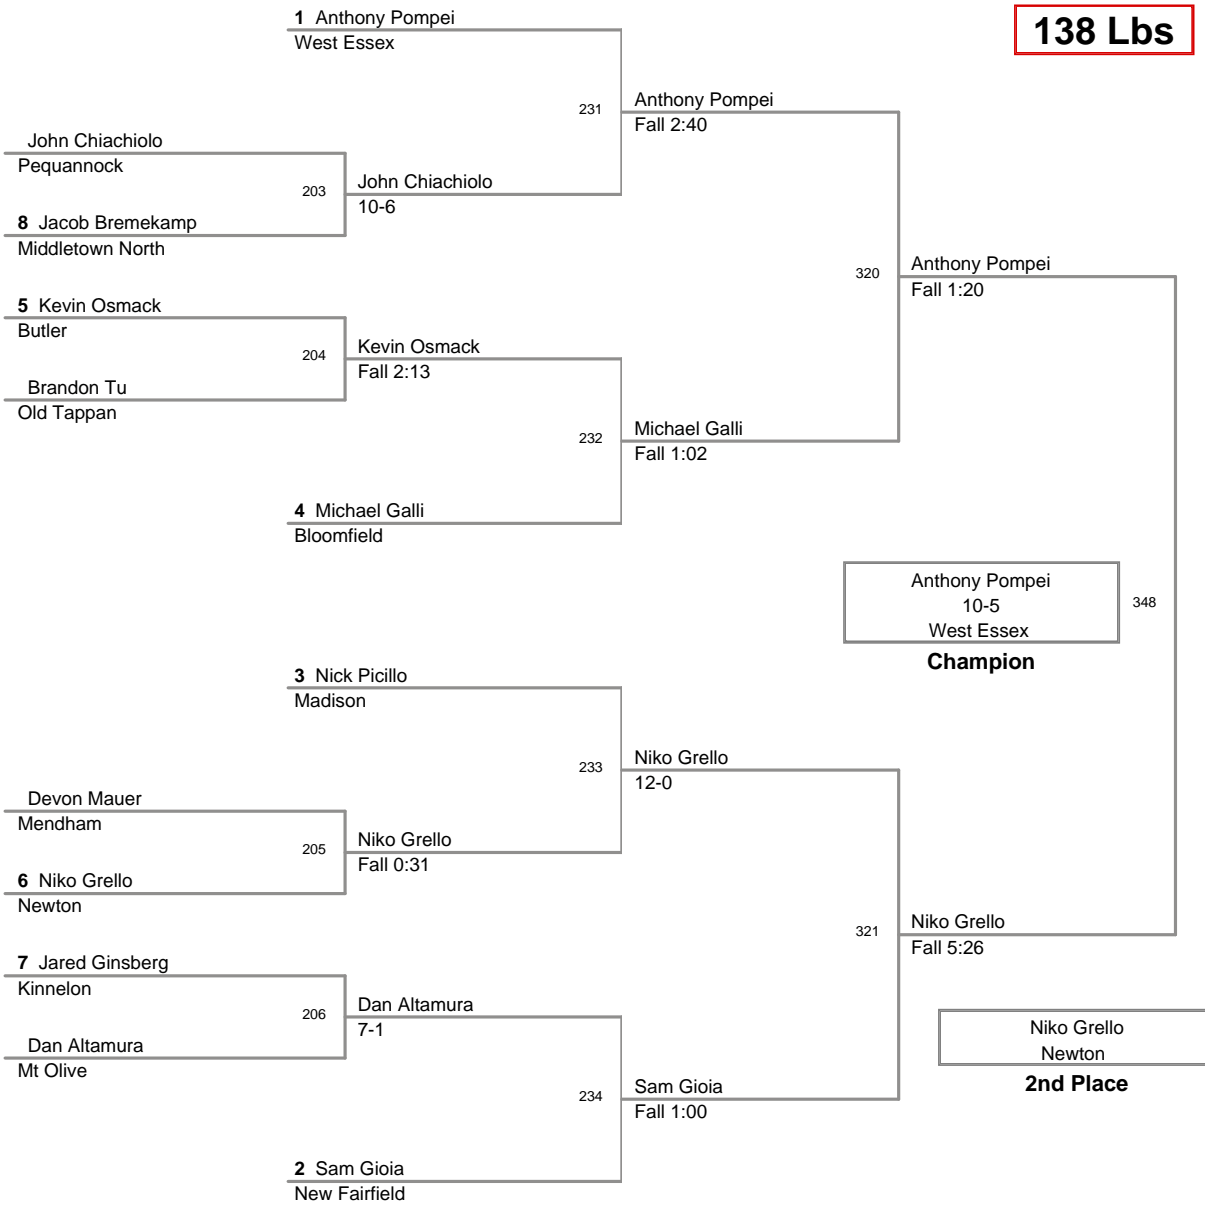 138 Lbs
1 Anthony Pompei
West Essex
231
Anthony Pompei
Fall 2:40
John Chiachiolo
Pequannock
203
John Chiachiolo
10-6
8 Jacob Bremekamp
Middletown North
320
Anthony Pompei
Fall 1:20
5 Kevin Osmack
Butler
204
Kevin Osmack
Fall 2:13
Brandon Tu
Old Tappan
232
Michael Galli
Fall 1:02
4 Michael Galli
Bloomfield
Anthony Pompei
10-5
West Essex
Champion
348
3 Nick Picillo
Madison
233
Niko Grello
12-0
Devon Mauer
Mendham
205
Niko Grello
Fall 0:31
6 Niko Grello
Newton
321
Niko Grello
Fall 5:26
7 Jared Ginsberg
Kinnelon
206
Dan Altamura
7-1
Dan Altamura
Mt Olive
Niko Grello
Newton
2nd Place
234
Sam Gioia
Fall 1:00
2 Sam Gioia
New Fairfield